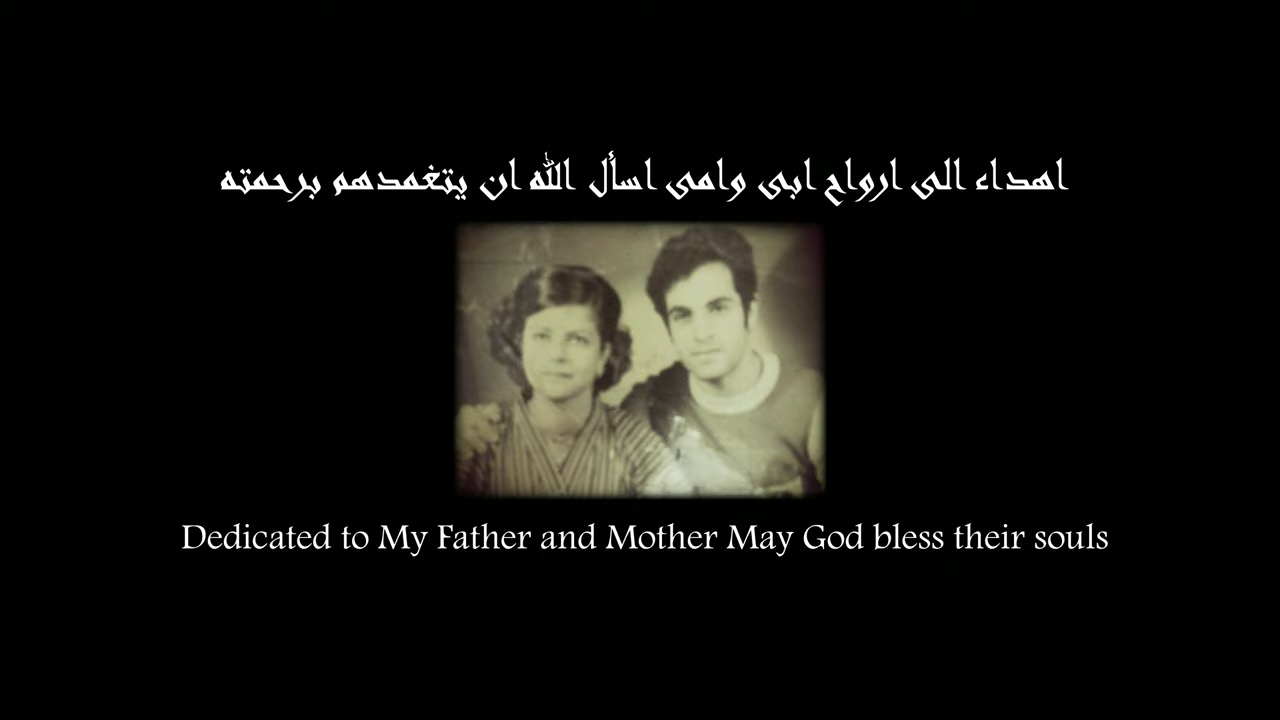 اهداء الى ارواح ابى وامى اسأل الله ان يتغمدهم برحمته
Dedicated to My Father and Mother May God bless their souls